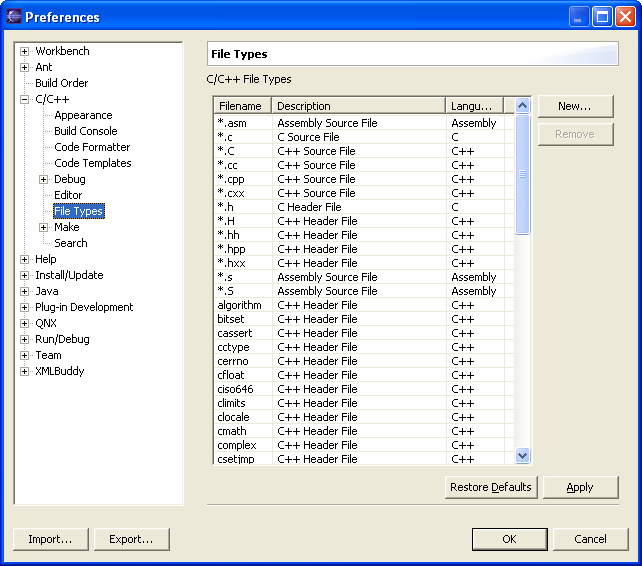 Preferences
Workbench
Ant
Build Order
C/C++
Appearance
Build Console
Code Formatter
Code Templates
Debug
Editor
File Types
Make
Search
Help
Install/Update
Java
Plug-in Development
QNX
Run/Debug
Team
XMLBuddy
File Types
C/C++ File Types
Filename Description Langu...
*.asm Assembly Source File Assembly
*.c C Source File C
*.C C++ Source File C++
*.cc C++ Source File C++
*.cpp C++ Source File C++
*.cxx C++ Source File C++
*.h C Header File C
*.H C++ Header File C++
*.hh C++ Header File C++
*.hpp C++ Header File C++
*.hxx C++ Header File C++
*.s Assembly Source File Assembly
*.S Assembly Source File Assembly
algorithm C++ Header File C++
bitset C++ Header File C++
cassert C++ Header File C++
cctype C++ Header File C++
cerrno C++ Header File C++
cfloat C++ Header File C++
ciso646 C++ Header File C++
climits C++ Header File C++
clocale C++ Header File C++
cmath C++ Header File C++
complex C++ Header File C++
csetjmp C++ Header File C++
New...
Remove
Restore Defaults Apply
Import... Export... OK Cancel